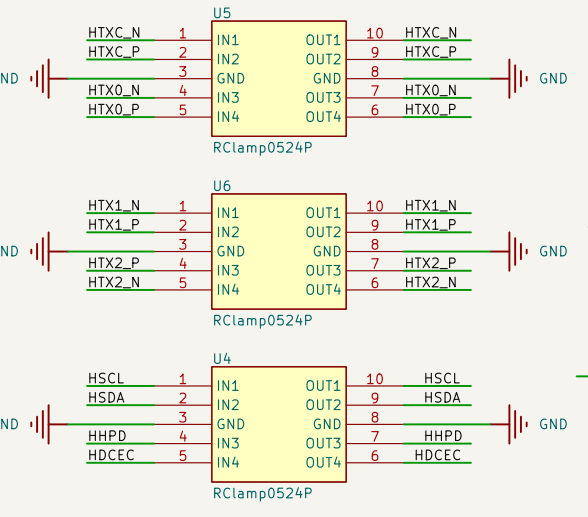 U5
HTXC_N 1 IN1 OUT1 10 HTXC_N
HTXC_P 2 IN2 OUT2 9 HTXC_P
ND 3 GND GND 8 GND
HTX0_N 4 IN3 OUT3 7 HTX0_N
HTX0_P 5 IN4 OUT4 6 HTX0_P
RClamp0524P
U6
HTX1_N 1 IN1 OUT1 10 HTX1_N
HTX1_P 2 IN2 OUT2 9 HTX1_P
ND 3 GND GND 8 GND
HTX2_P 4 IN3 OUT3 7 HTX2_P
HTX2_N 5 IN4 OUT4 6 HTX2_N
RClamp0524P
U4
HSCL 1 IN1 OUT1 10 HSCL
HSDA 2 IN2 OUT2 9 HSDA
ND 3 GND GND 8 GND
HHPD 4 IN3 OUT3 7 HHPD
HDCEC 5 IN4 OUT4 6 HDCEC
RClamp0524P